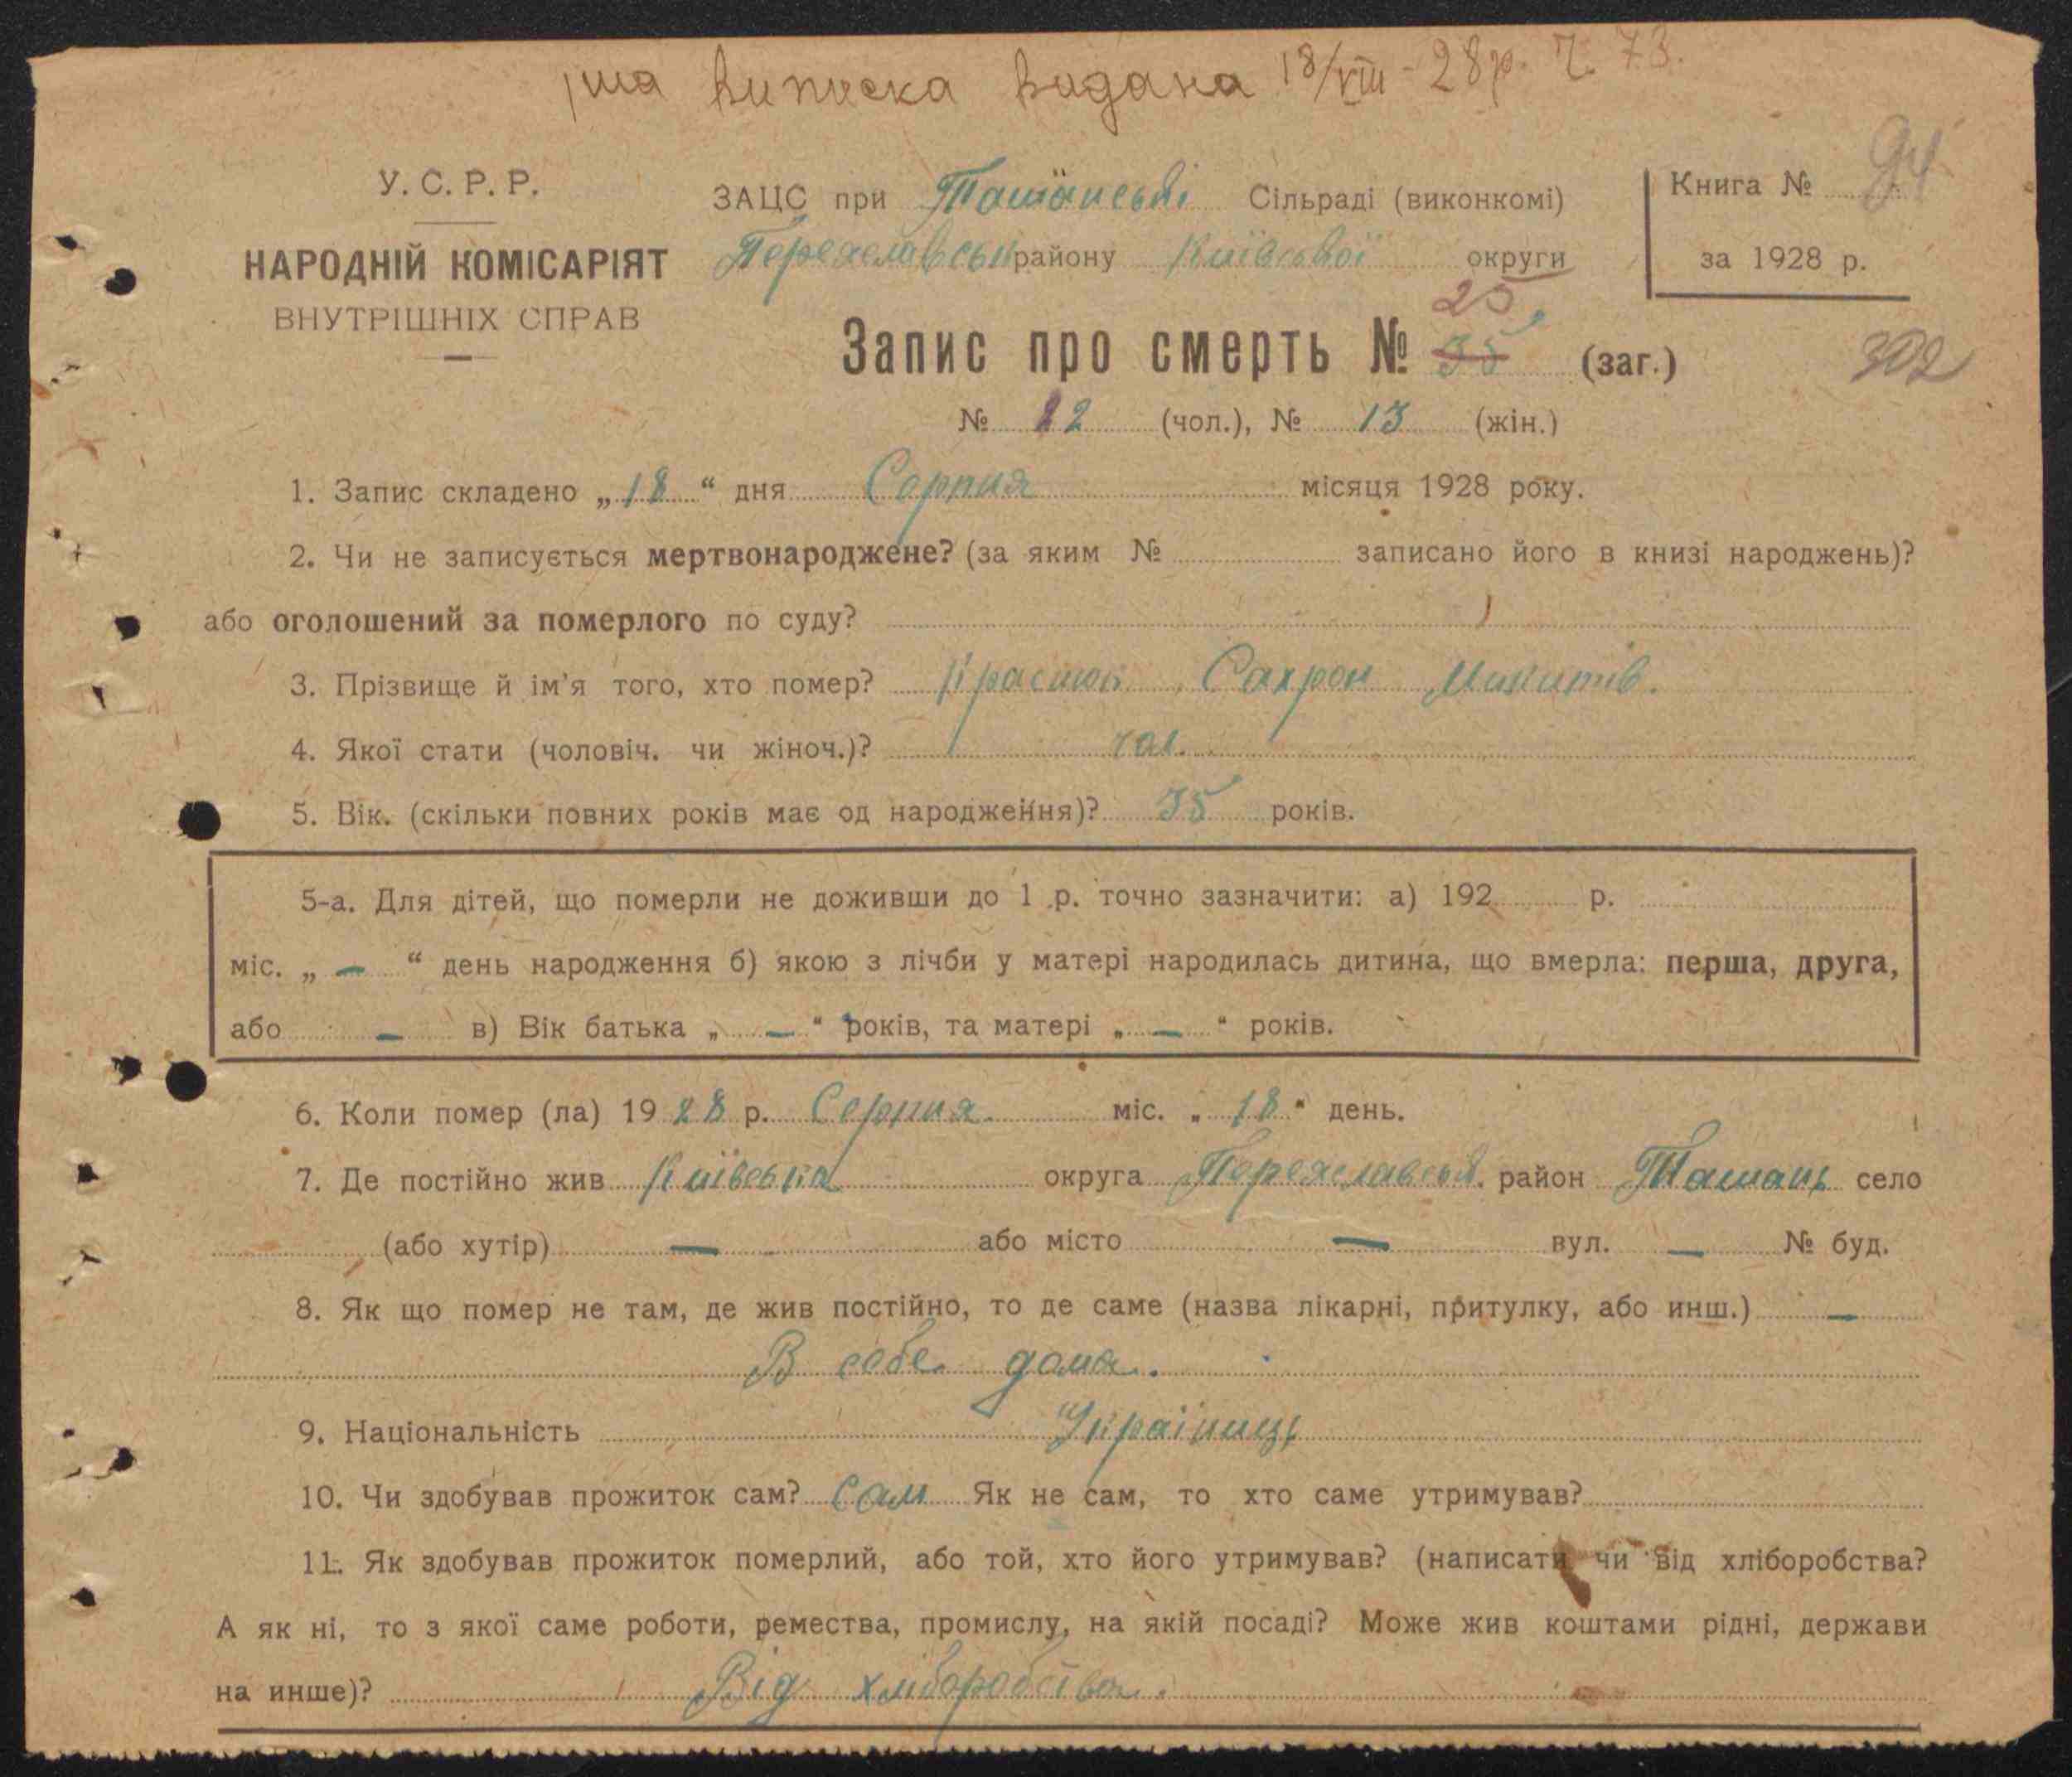 виписка видана 18/VIII - 28р. Ч. 73.
У. С. Р. Р.
НАРОДНІЙ КОМІСАРІЯТ
ВНУТРІШНІХ СПРАВ
ЗАЦС при Ташанські Сільраді (виконкомі)
Переяславськ району Київської округи
Книга № 94
за 1928 р.
25
Запис про смерть № 35 (заг.)
302
№ 12 (чол.), № 13 (жін.)
1. Запис складено „ 18 “ дня Серпня місяця 1928 року.
2. Чи не записується мертвонароджене? (за яким № записано його в книзі народжень)?
або оголошений за померлого по суду?
3. Прізвище й ім'я того, хто помер? Сахрон Микитів.
4. Якої стати (чоловіч. чи жіноч.)? чол.
5. Вік. (скільки повних років має од народження)? 35 років.
5-а. Для дітей, що померли не доживши до 1 р. точно зазначити: а) 192 р.
міс. „ — “ день народження б) якою з лічби у матері народилась дитина, що вмерла: перша, друга,
або — в) Вік батька „ — “ років, та матері „ — “ років.
6. Коли помер (ла) 19 28 р. Серпня міс. „ 18 “ день.
7. Де постійно жив Київська округа Переяславськ. район Ташань село
(або хутір) — або місто — вул. — № буд.
8. Як що помер не там, де жив постійно, то де саме (назва лікарні, притулку, або инш.) —
В себе дома.
9. Національність Українць
10. Чи здобував прожиток сам? Сам Як не сам, то хто саме утримував?
11. Як здобував прожиток померлий, або той, хто його утримував? (написати чи від хліборобства?
А як ні, то з якої саме роботи, ремества, промислу, на якій посаді? Може жив коштами рідні, держави
на инше)? Від хліборобства.